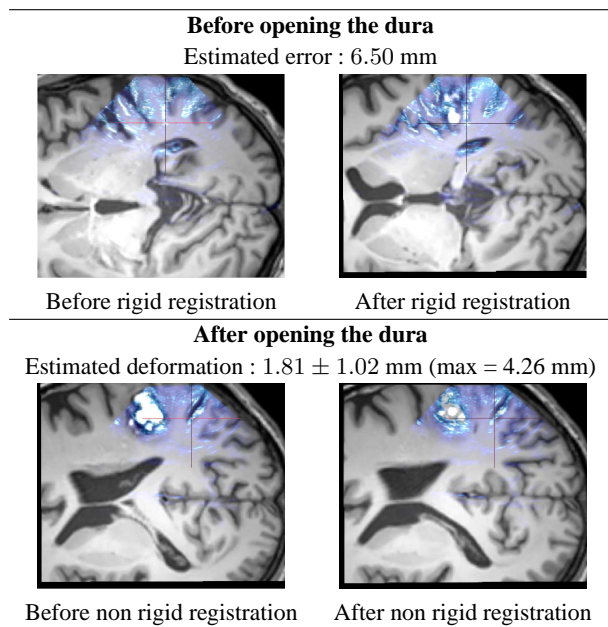 Before opening the dura
Estimated error : 6.50 mm
Before rigid registration After rigid registration
After opening the dura
Estimated deformation : 1.81 ± 1.02 mm (max = 4.26 mm)
Before non rigid registration After non rigid registration